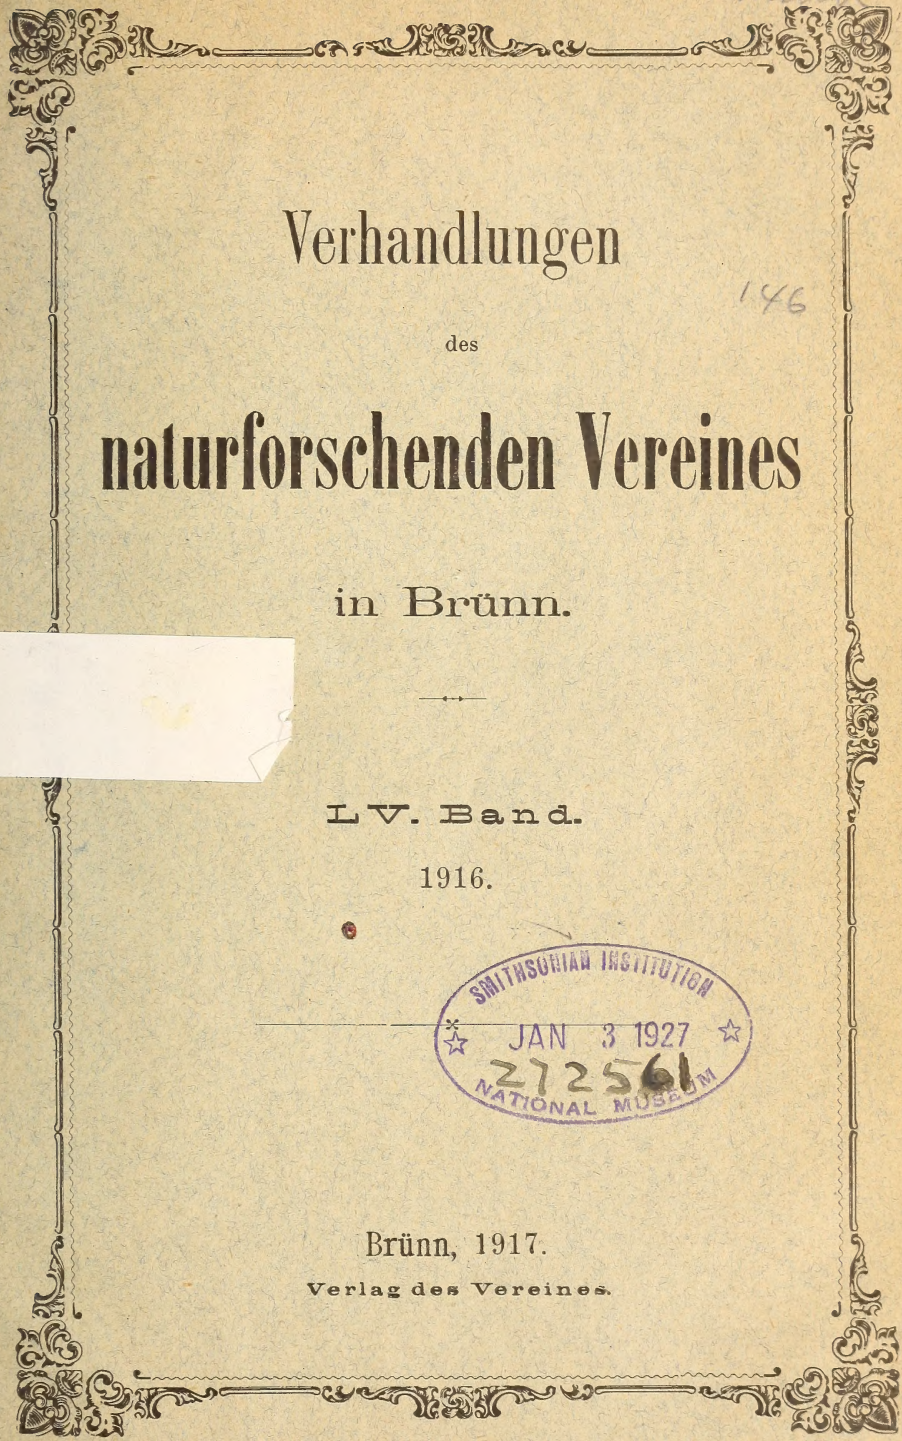 Verhandlungen
146
des
naturforschenden Vereines
in Brünn.
LV. Band.
1916.
SMITHSONIAN INSTITUTION
JAN 3 1927
272561
NATIONAL MUSEUM
Brünn, 1917.
Verlag des Vereines.